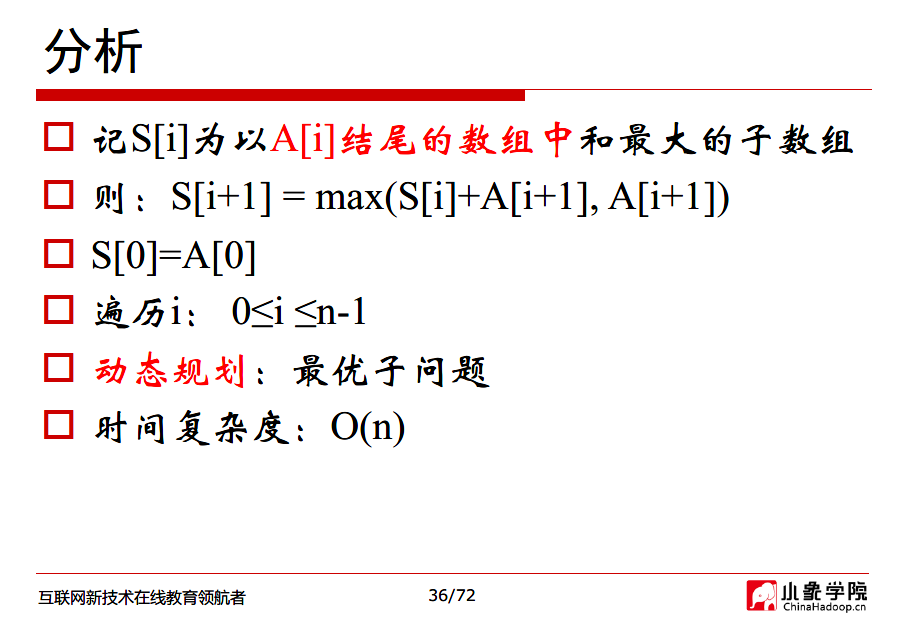 分析
记S[i]为以A[i]结尾的数组中和最大的子数组
则：S[i+1] = max(S[i]+A[i+1], A[i+1])
S[0]=A[0]
遍历i： 0≤i ≤n-1
动态规划：最优子问题
时间复杂度：O(n)
互联网新技术在线教育领航者
36/72
小象学院
ChinaHadoop.cn